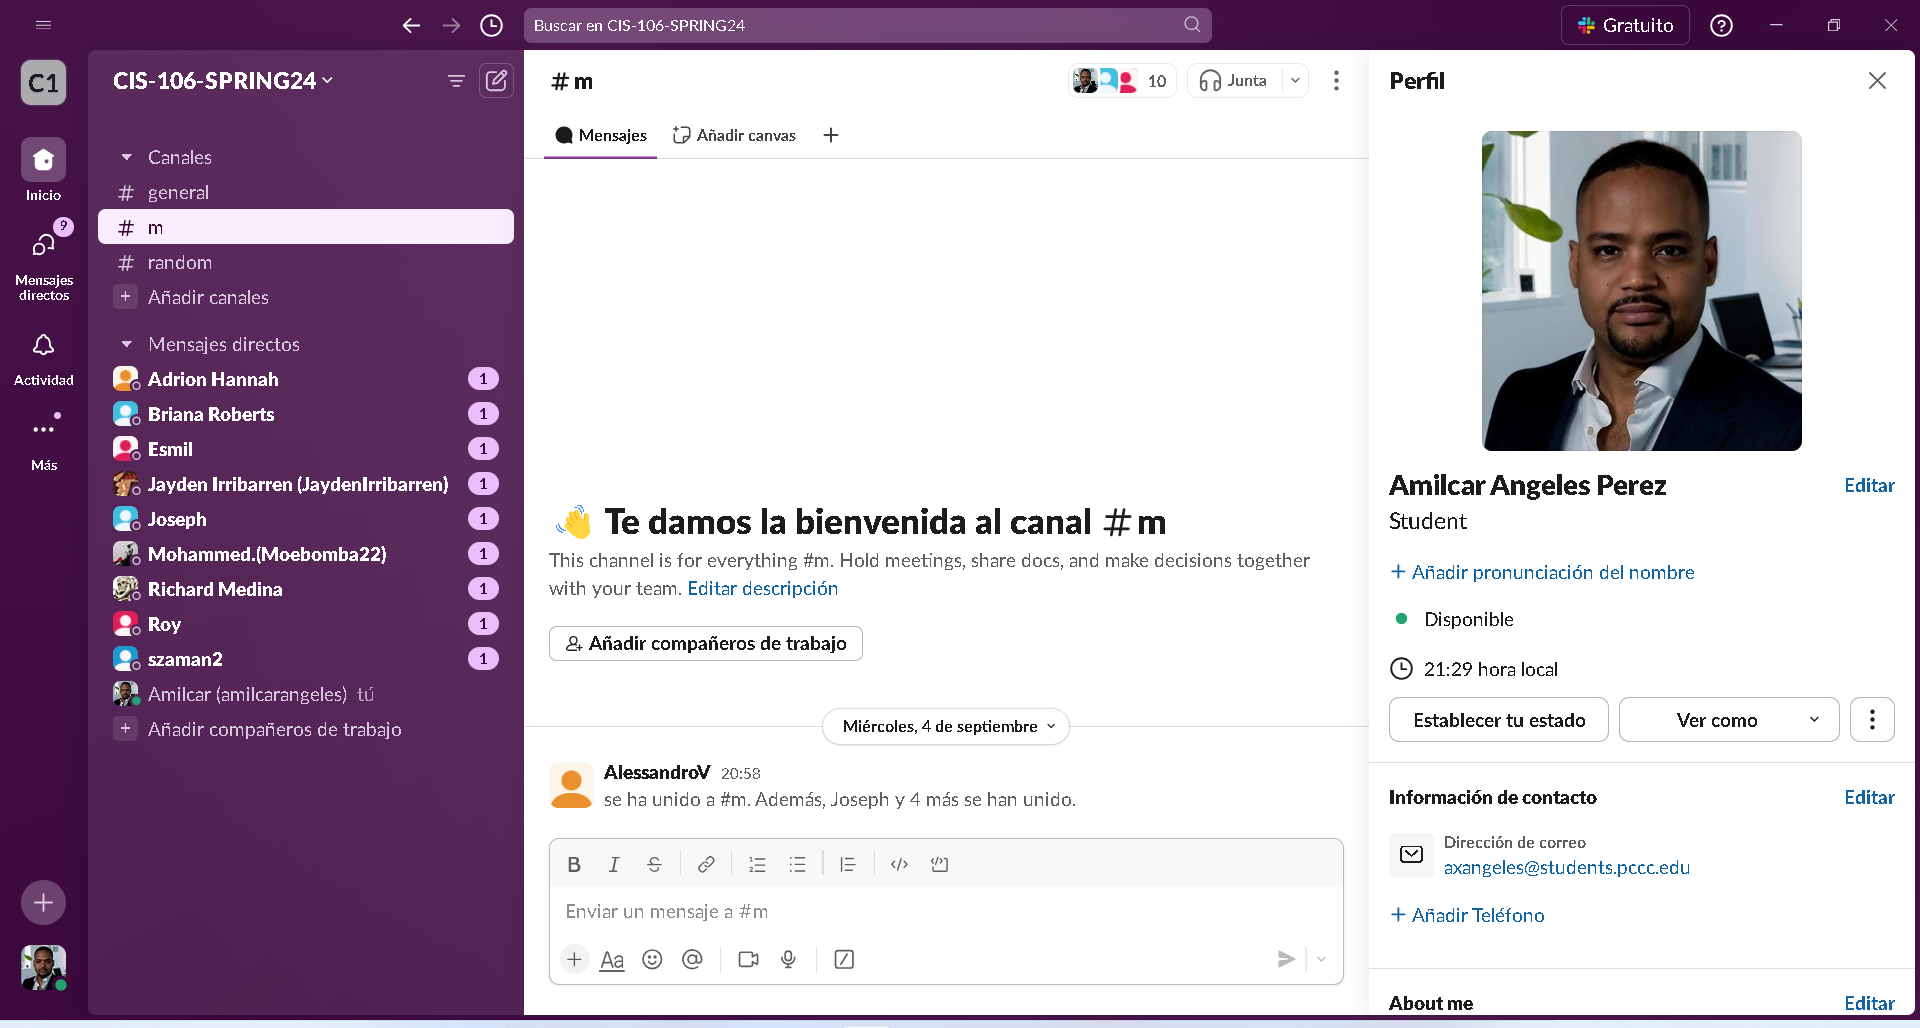 Buscar en CIS-106-SPRING24
Gratuito
C1
Inicio
9
Mensajes
directos
Actividad
Más
CIS-106-SPRING24
Canales
general
m
random
Añadir canales
Mensajes directos
Adrion Hannah 1
Briana Roberts 1
Esmil 1
Jayden Irribarren (JaydenIrribarren) 1
Joseph 1
Mohammed.(Moebomba22) 1
Richard Medina 1
Roy 1
szaman2 1
Amilcar (amilcarangeles) tú
Añadir compañeros de trabajo
# m
10
Junta
Mensajes
Añadir canvas
👋 Te damos la bienvenida al canal # m
This channel is for everything #m. Hold meetings, share docs, and make decisions together
with your team. Editar descripción
Añadir compañeros de trabajo
Miércoles, 4 de septiembre
AlessandroV 20:58
se ha unido a #m. Además, Joseph y 4 más se han unido.
B I S
Enviar un mensaje a #m
+ Aa @
Perfil
Amilcar Angeles Perez Editar
Student
+ Añadir pronunciación del nombre
Disponible
21:29 hora local
Establecer tu estado
Ver como
Información de contacto Editar
Dirección de correo
axangeles@students.pccc.edu
+ Añadir Teléfono
About me Editar